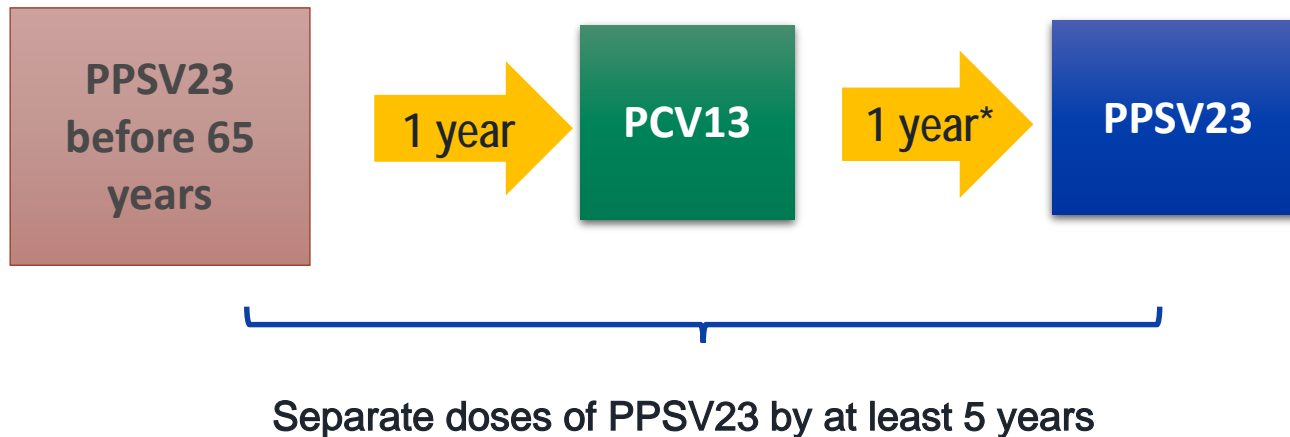 PPSV23
before 65
years
1 year
PCV13
1 year*
PPSV23
Separate doses of PPSV23 by at least 5 years